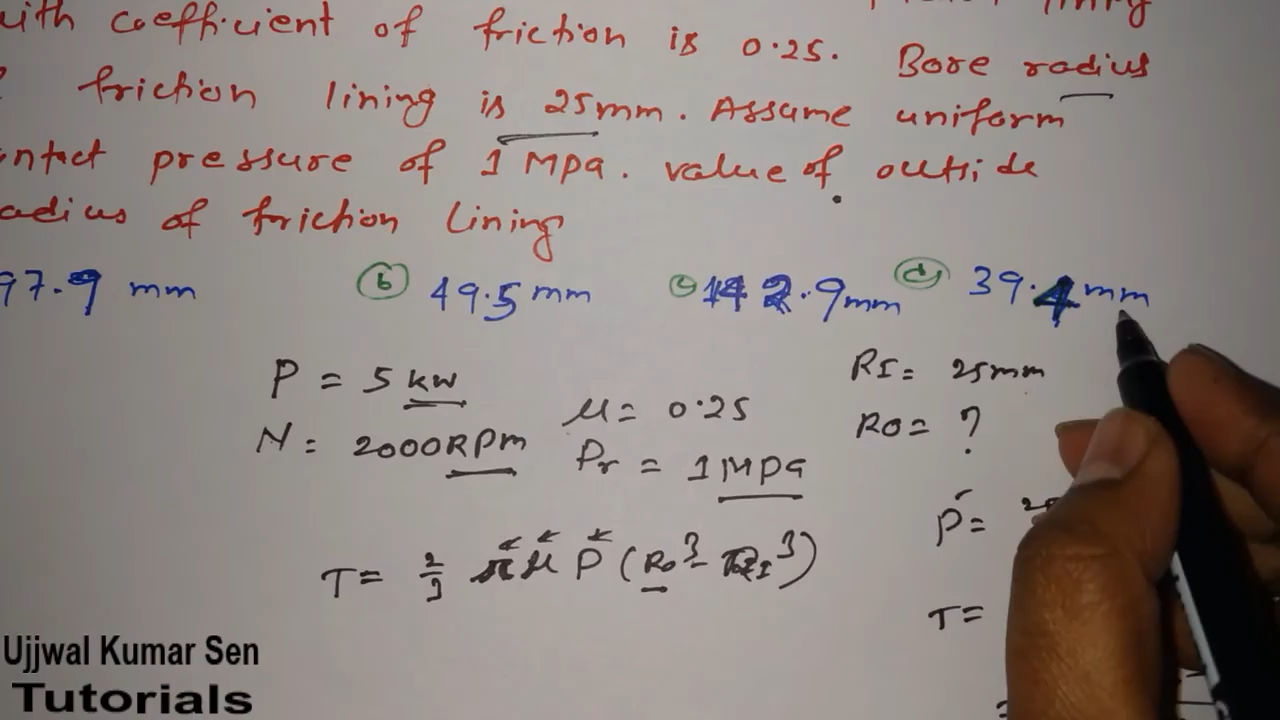 with coefficient of friction is 0.25. Bore radius
friction lining is 25mm. Assume uniform
contact pressure of 1 MPa. value of outside
radius of friction lining
97.9 mm (b) 49.5 mm (c) 142.9mm (d) 39.4mm
P = 5 kw
N = 2000RPm
μ = 0.25
Pr = 1MPa
RI = 25mm
RO = ?
P =
T = 2/3 π μ P (Ro³ - RI³)
T =
Ujjwal Kumar Sen
Tutorials